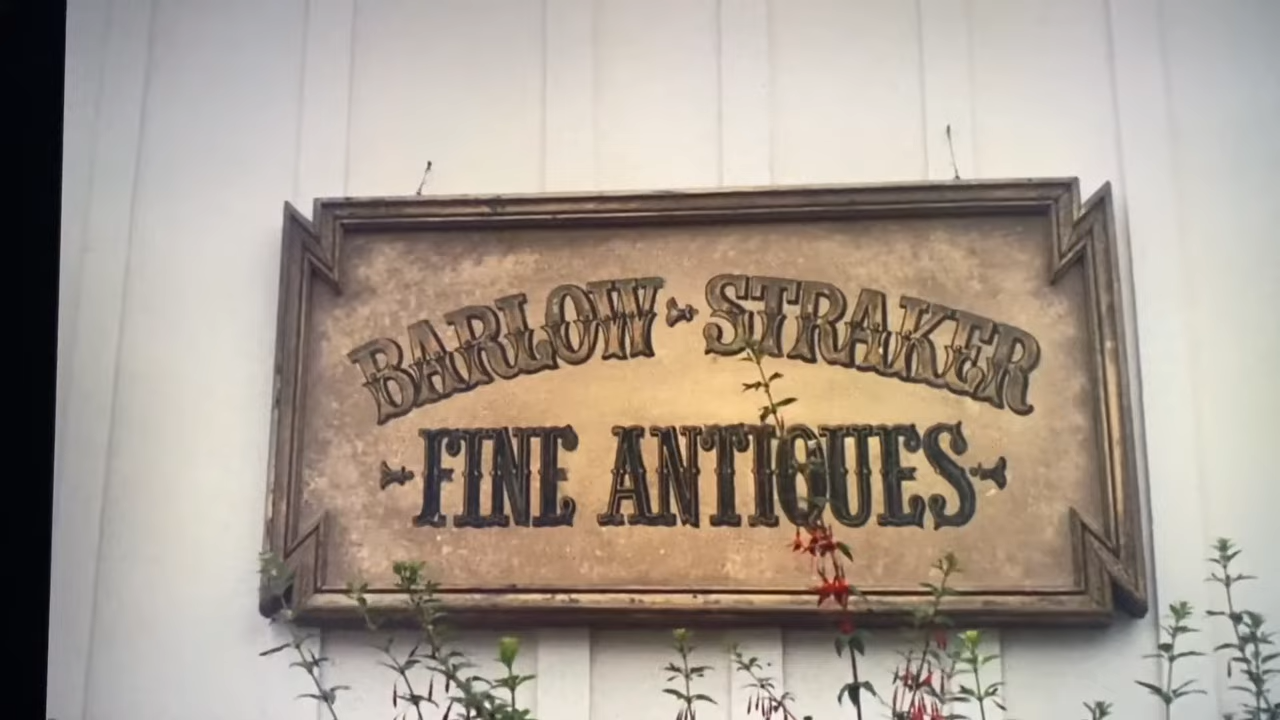 BARLOW - STRAKER
- FINE ANTIQUES -